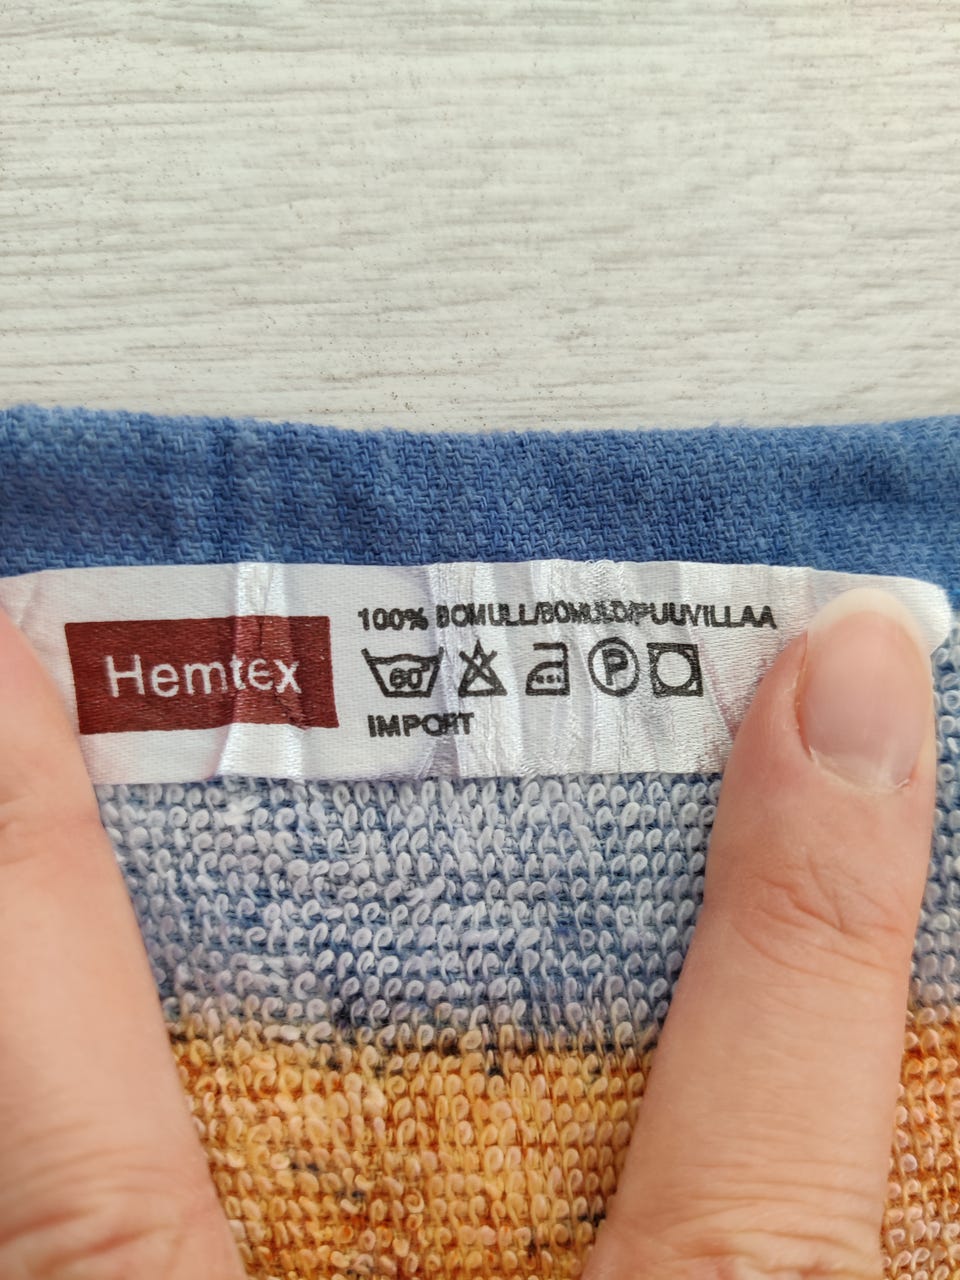 Hemtex
100% BOMULL/BOMULD/PUUVILLAA
60 P
IMPORT